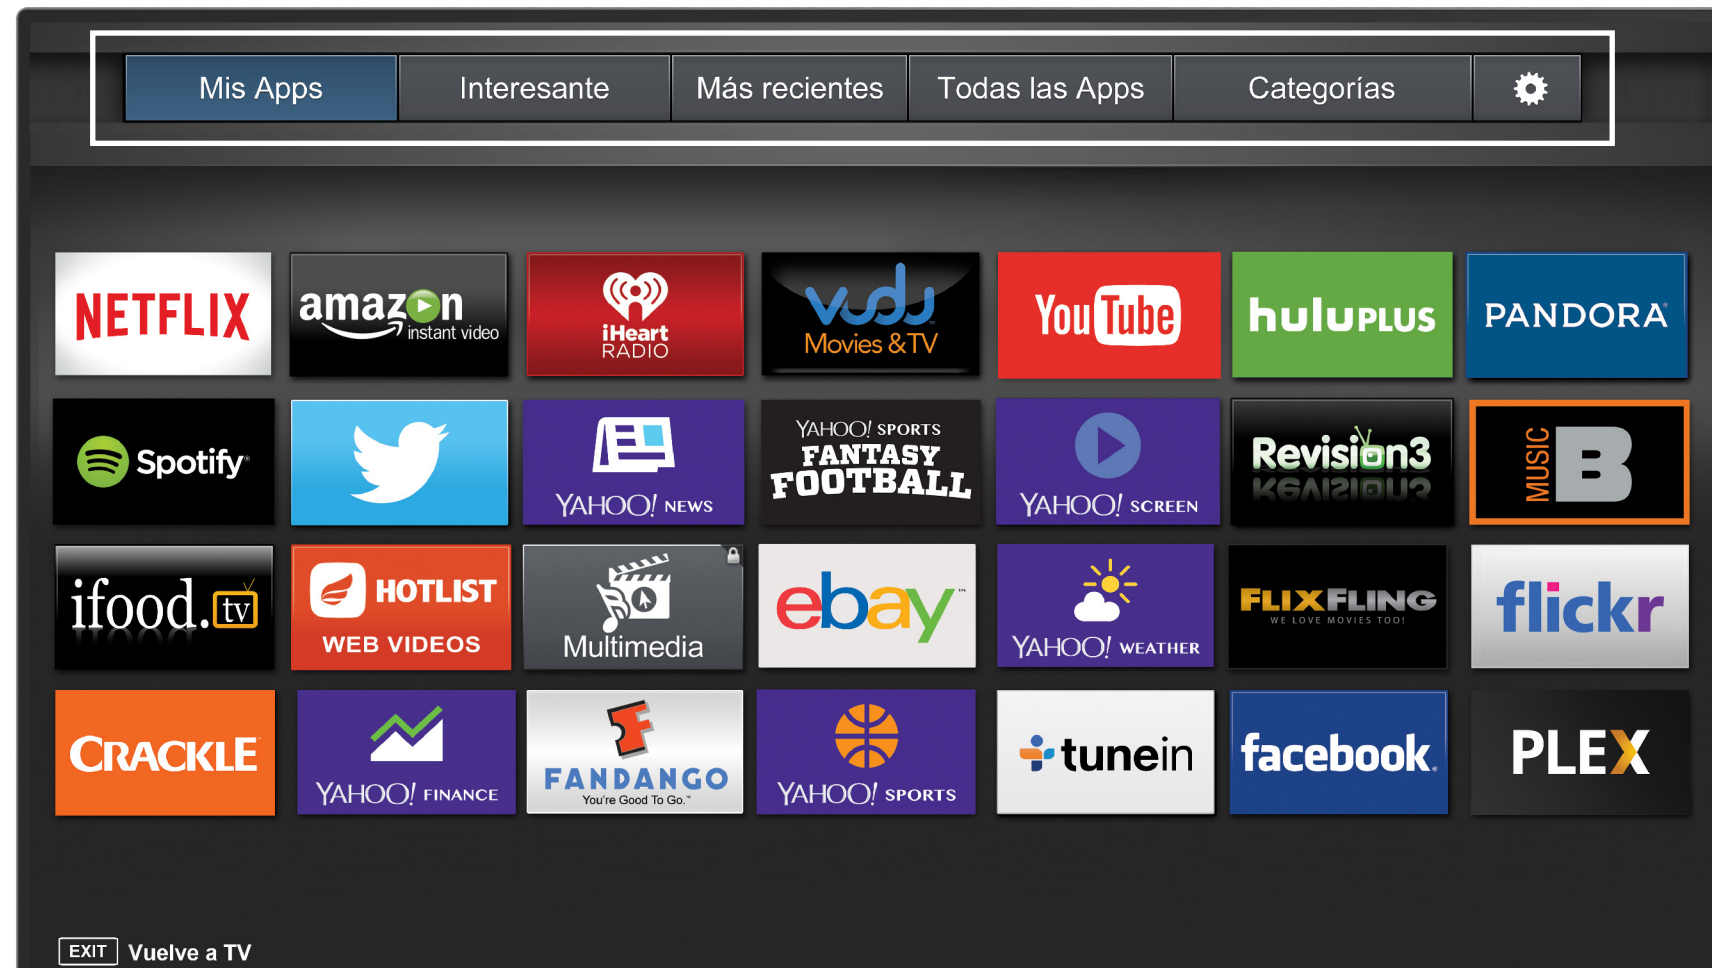 Mis Apps Interesante Más recientes Todas las Apps Categorías
NETFLIX
amazon
instant video
iHeart
RADIO
vudu
Movies & TV
YouTube
huluPLUS
PANDORA
Spotify
YAHOO! NEWS
YAHOO! SPORTS
FANTASY
FOOTBALL
YAHOO! SCREEN
Revision3
MUSIC B
ifood.tv
HOTLIST
WEB VIDEOS
Multimedia
ebay
YAHOO! WEATHER
FLIXFLING
WE LOVE MOVIES TOO!
flickr
CRACKLE
YAHOO! FINANCE
FANDANGO
You're Good To Go.™
YAHOO! SPORTS
tunein
facebook
PLEX
EXIT Vuelve a TV